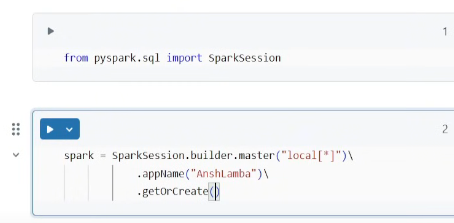 1
from pyspark.sql import SparkSession
2
spark = SparkSession.builder.master("local[*]")\
.appName("AnshLamba")\
.getOrCreate()